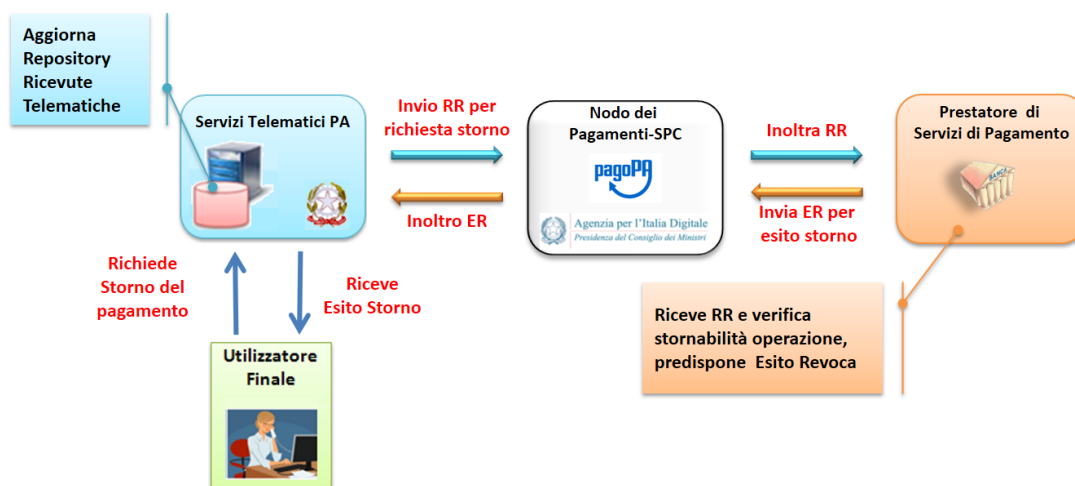 Aggiorna
Repository
Ricevute
Telematiche
Servizi Telematici PA
Invio RR per
richiesta storno
Inoltro ER
Nodo dei
Pagamenti-SPC
pagoPA
Agenzia per l'Italia Digitale
Presidenza del Consiglio dei Ministri
Inoltra RR
Invia ER per
esito storno
Prestatore di
Servizi di Pagamento
BANCA
Richiede
Storno del
pagamento
Riceve
Esito Storno
Riceve RR e verifica
stornabilità operazione,
predispone Esito Revoca
Utilizzatore
Finale